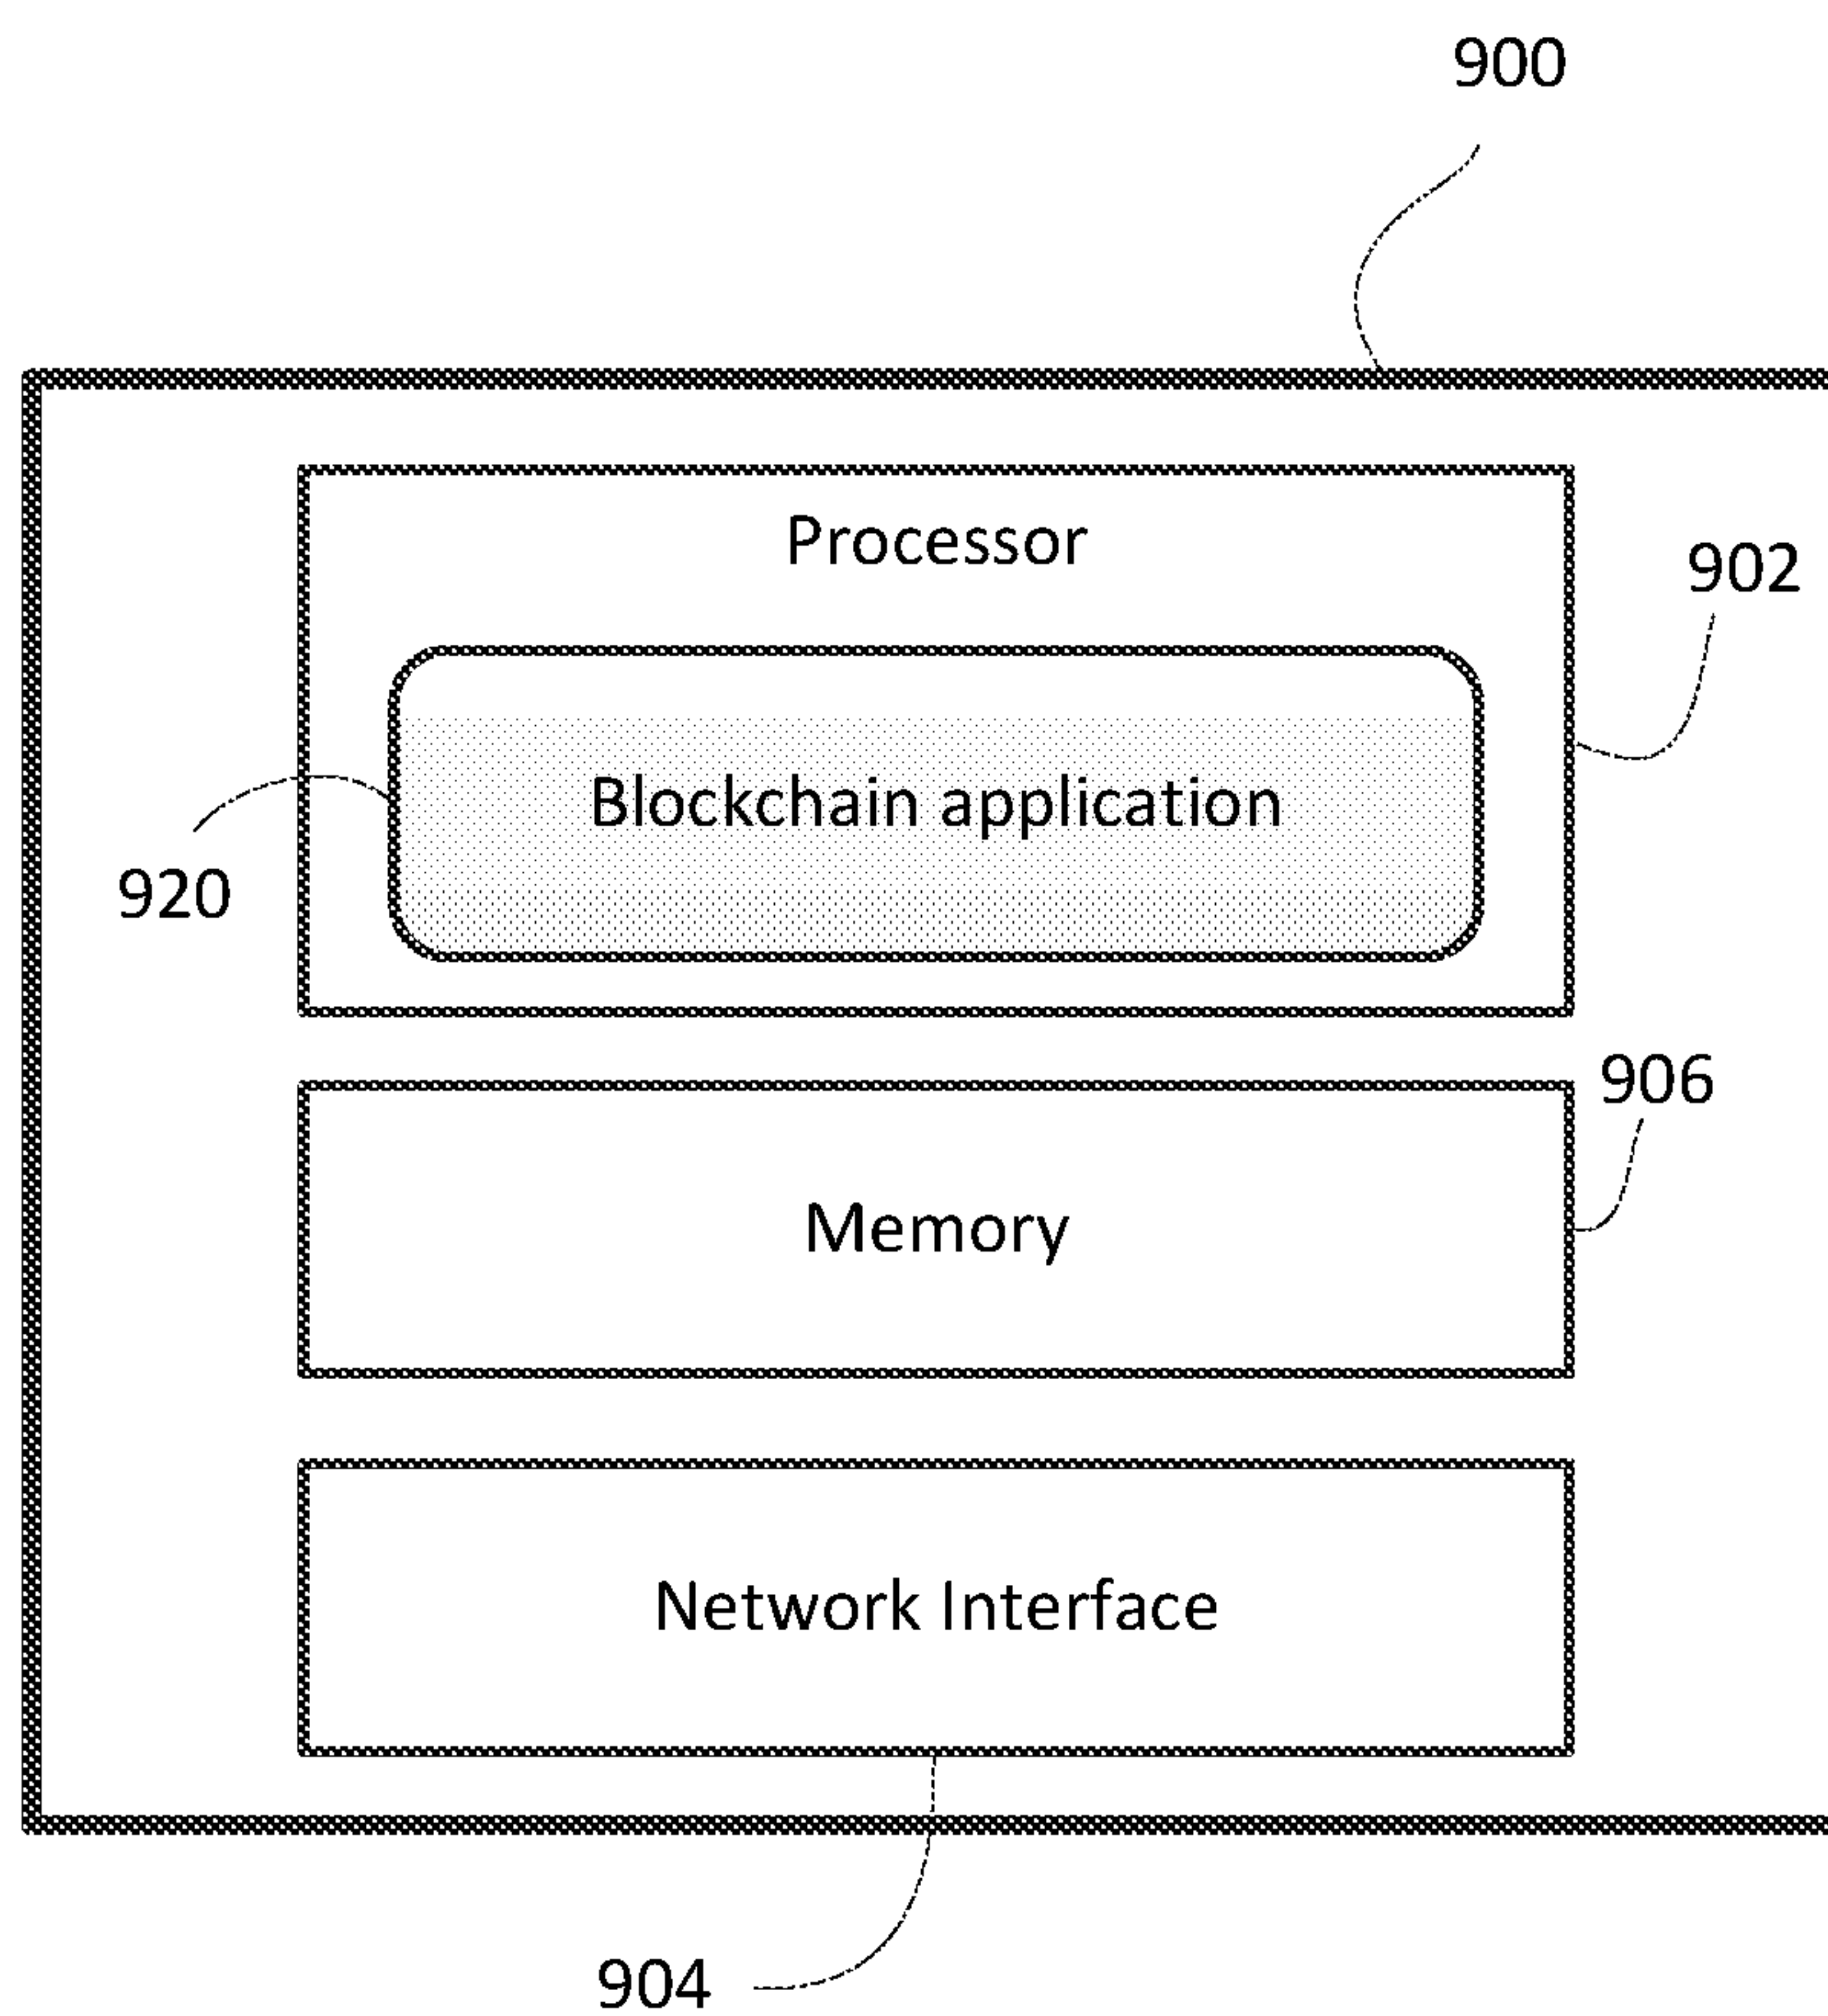 900
Processor
902
Blockchain application
920
906
Memory
Network Interface
904